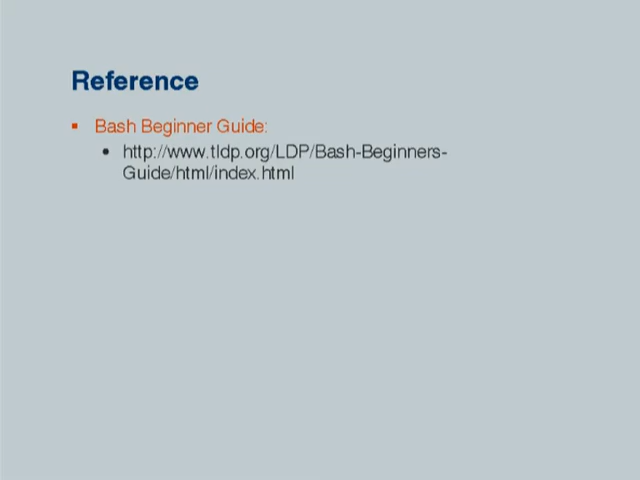 Reference
▪ Bash Beginner Guide:
• http://www.tldp.org/LDP/Bash-Beginners-
Guide/html/index.html